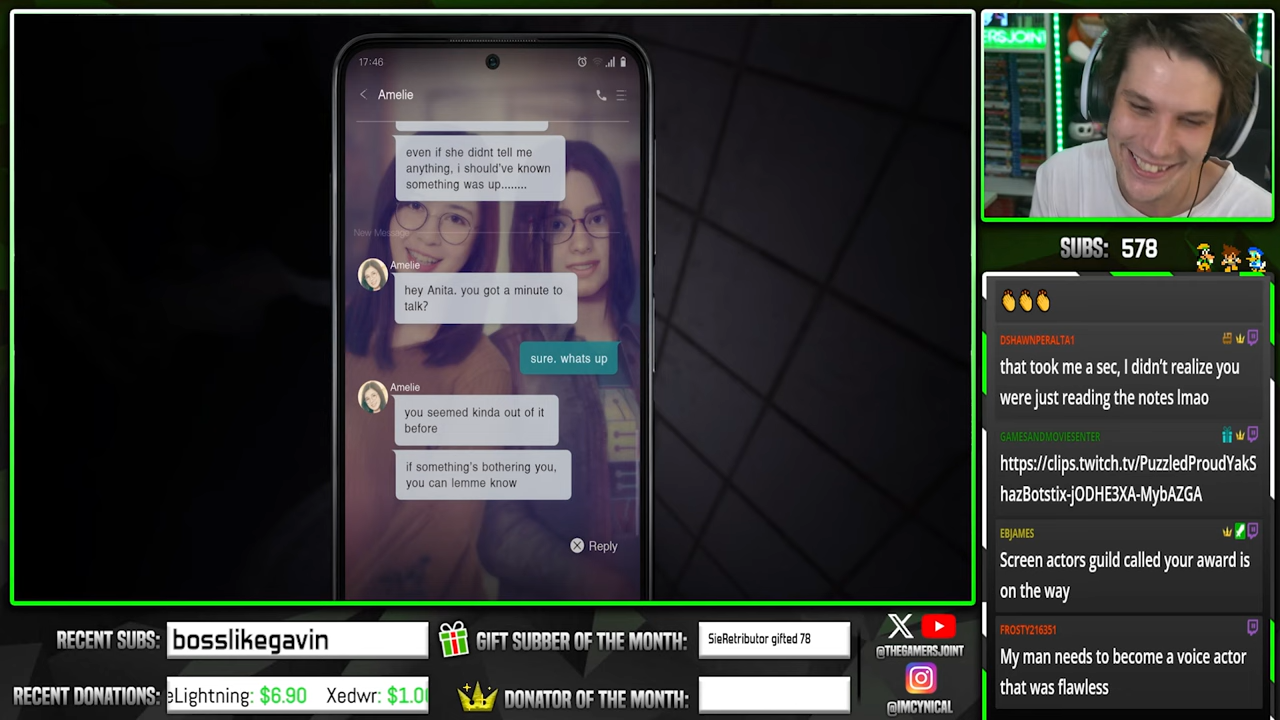 17:46
Amelie
even if she didnt tell me
anything, i should've known
something was up........
New Message
Amelie
hey Anita. you got a minute to
talk?
sure. whats up
Amelie
you seemed kinda out of it
before
if something's bothering you,
you can lemme know
Reply
ERSJOINT
SUBS: 578
DSHAWNPERALTA1
that took me a sec, I didn't realize you
were just reading the notes lmao
GAMESANDMOVIESENTER
https://clips.twitch.tv/PuzzledProudYakS
hazBotstix-jODHE3XA-MybAZGA
EBJAMES
Screen actors guild called your award is
on the way
FROSTY216351
My man needs to become a voice actor
that was flawless
RECENT SUBS: bosslikegavin
GIFT SUBBER OF THE MONTH: SieRetributor gifted 78
@THEGAMERSJOINT
RECENT DONATIONS: eLightning: $6.90 Xedwr: $1.0
DONATOR OF THE MONTH:
@IMCYNICAL